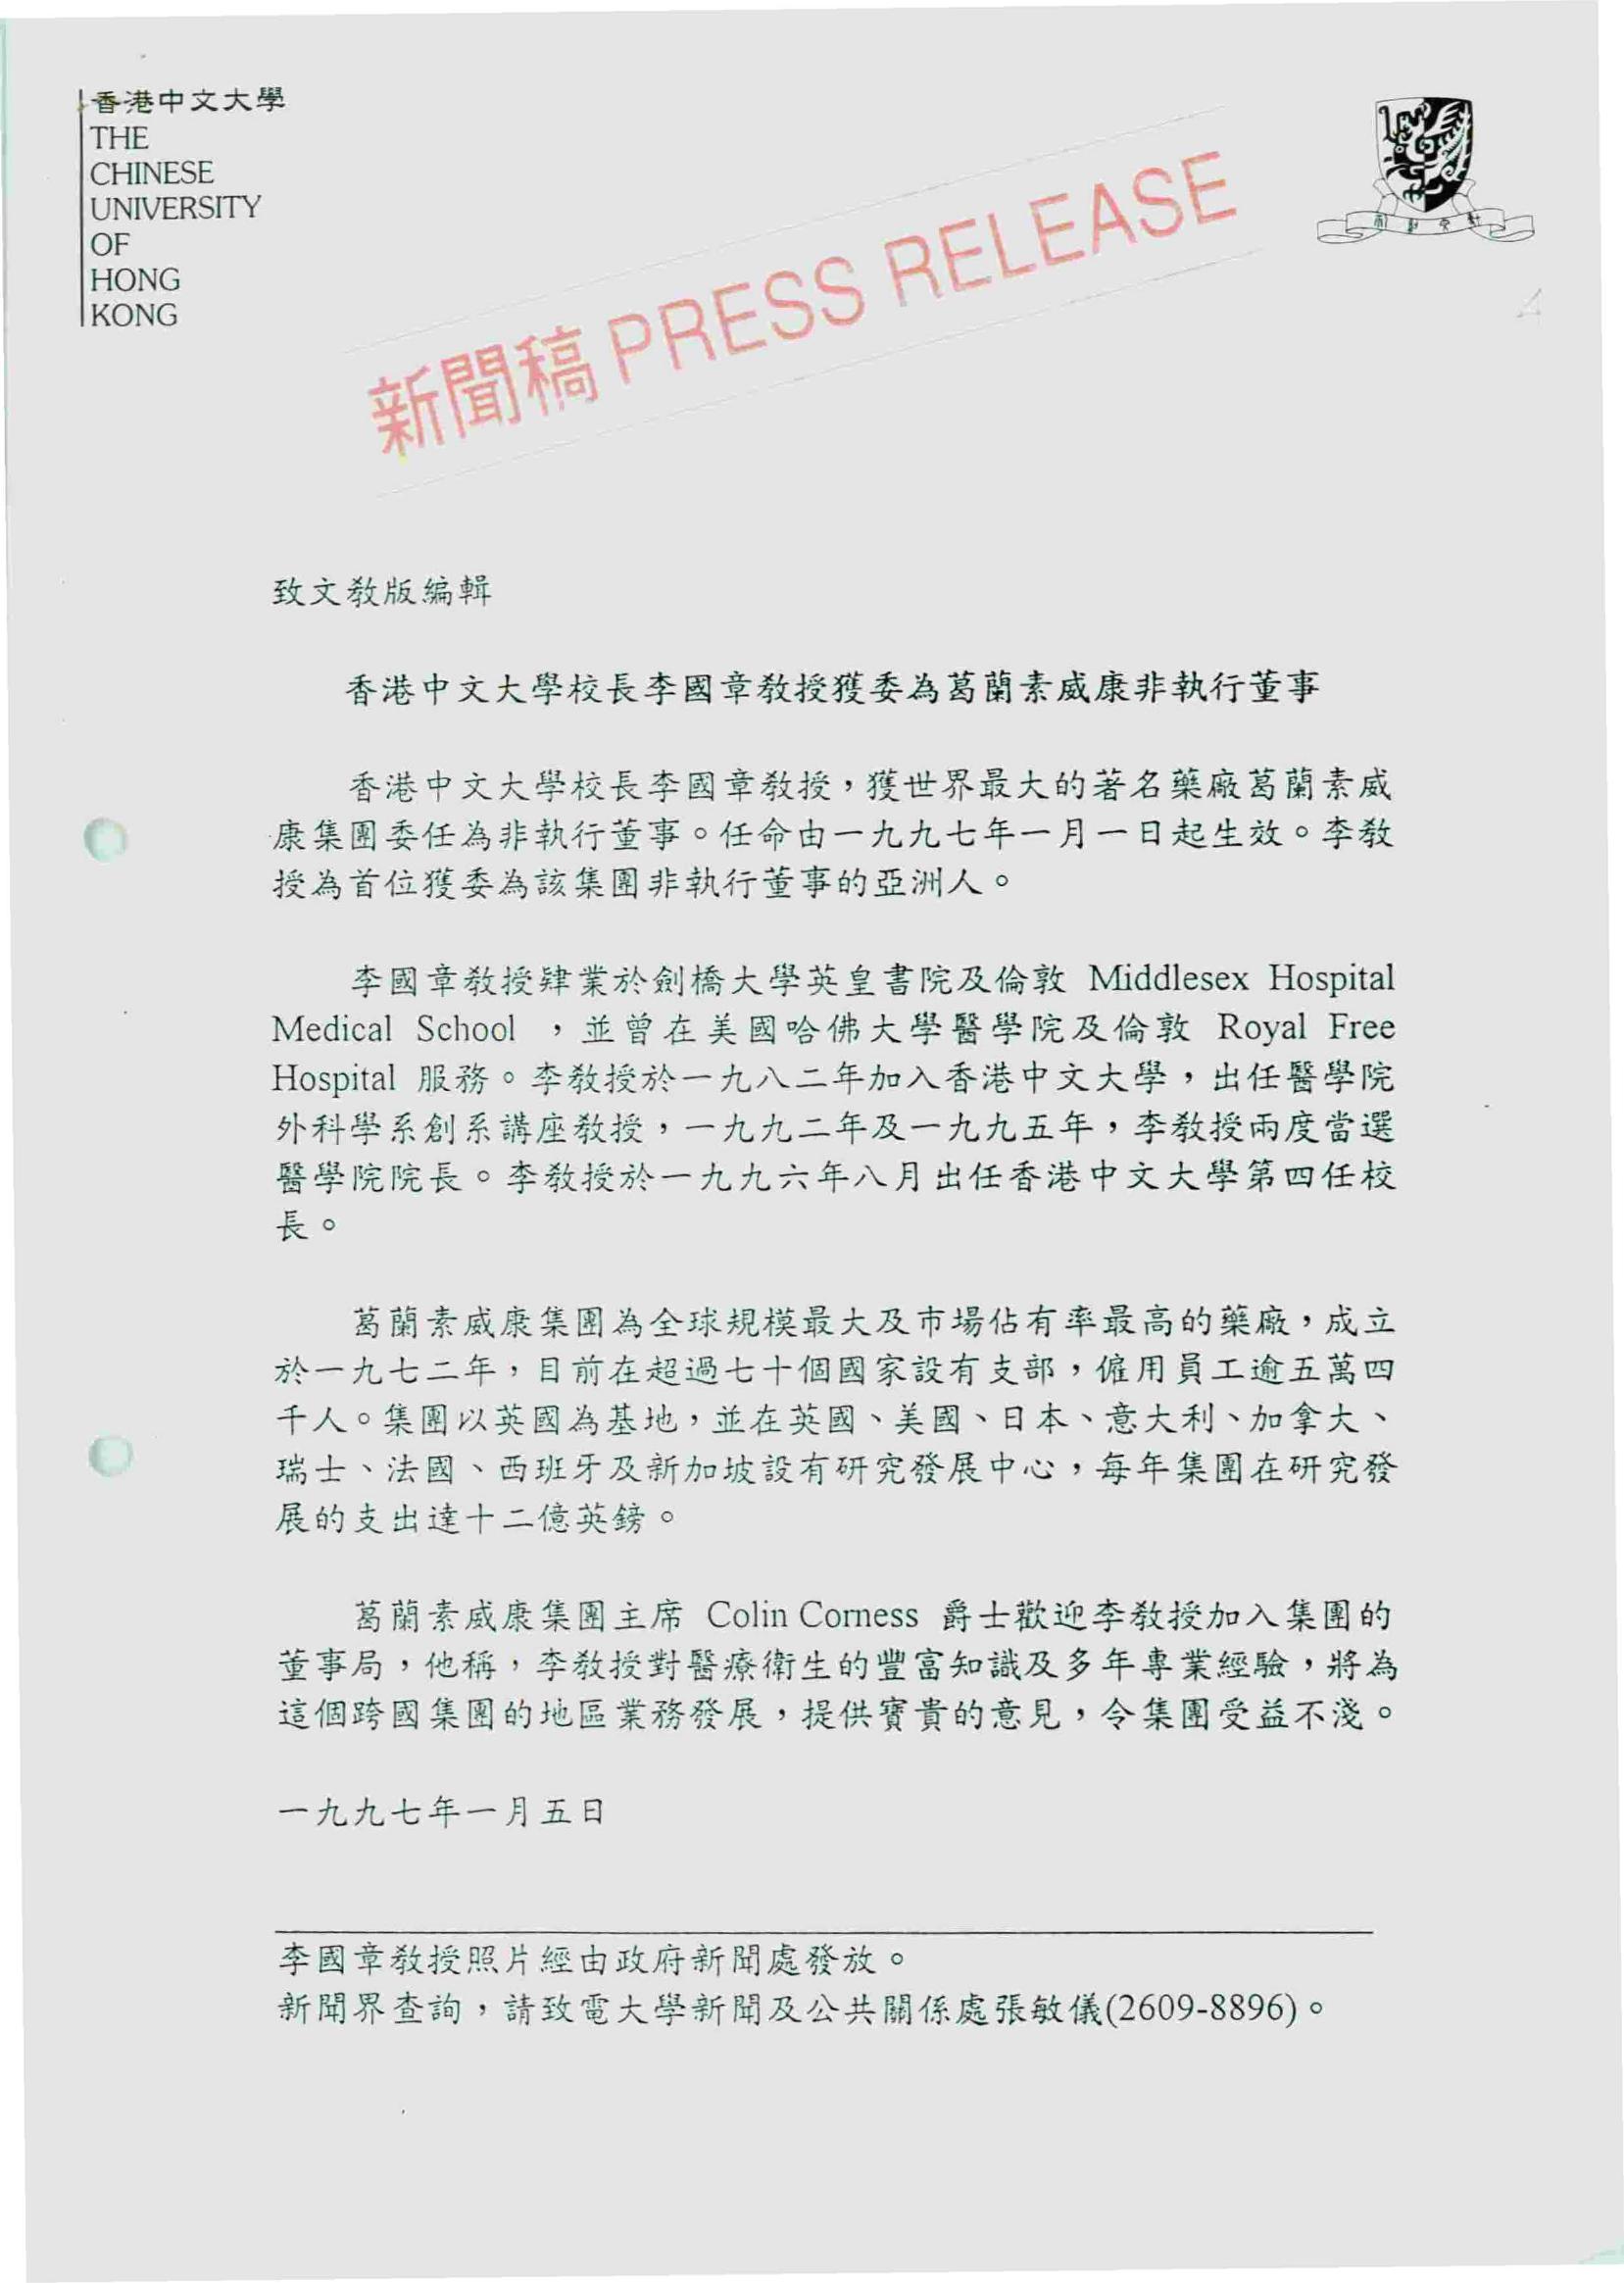 香港中文大學
THE
CHINESE
UNIVERSITY
OF
HONG
KONG
新聞稿 PRESS RELEASE
致文教版編輯
香港中文大學校長李國章教授獲委為葛蘭素威康非執行董事
香港中文大學校長李國章教授，獲世界最大的著名藥廠葛蘭素威
康集團委任為非執行董事。任命由一九九七年一月一日起生效。李教
授為首位獲委為該集團非執行董事的亞洲人。
李國章教授肄業於劍橋大學英皇書院及倫敦 Middlesex Hospital
Medical School ，並曾在美國哈佛大學醫學院及倫敦 Royal Free
Hospital 服務。李教授於一九八二年加入香港中文大學，出任醫學院
外科學系創系講座教授，一九九二年及一九九五年，李教授兩度當選
醫學院院長。李教授於一九九六年八月出任香港中文大學第四任校
長。
葛蘭素威康集團為全球規模最大及市場佔有率最高的藥廠，成立
於一九七二年，目前在超過七十個國家設有支部，僱用員工逾五萬四
千人。集團以英國為基地，並在英國、美國、日本、意大利、加拿大、
瑞士、法國、西班牙及新加坡設有研究發展中心，每年集團在研究發
展的支出達十二億英鎊。
葛蘭素威康集團主席 Colin Corness 爵士歡迎李教授加入集團的
董事局，他稱，李教授對醫療衛生的豐富知識及多年專業經驗，將為
這個跨國集團的地區業務發展，提供寶貴的意見，令集團受益不淺。
一九九七年一月五日
李國章教授照片經由政府新聞處發放。
新聞界查詢，請致電大學新聞及公共關係處張敏儀(2609-8896)。